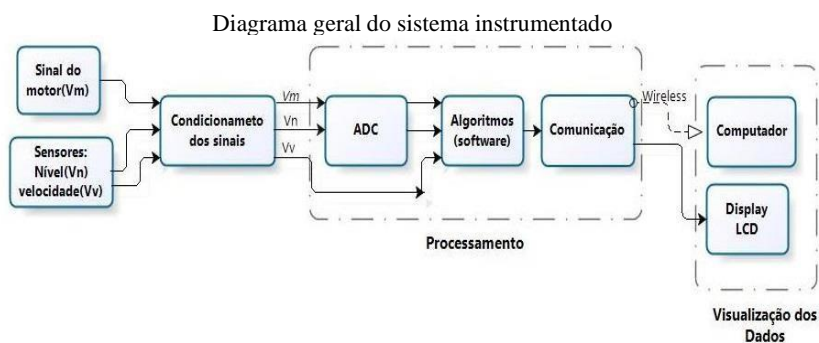 Diagrama geral do sistema instrumentado
Sinal do
motor(Vm)
Sensores:
Nível(Vn)
velocidade(Vv)
Condicionameto
dos sinais
Vm
Vn
Vv
ADC
Algoritmos
(software)
Comunicação
Wireless
Computador
Display
LCD
Processamento
Visualização dos
Dados